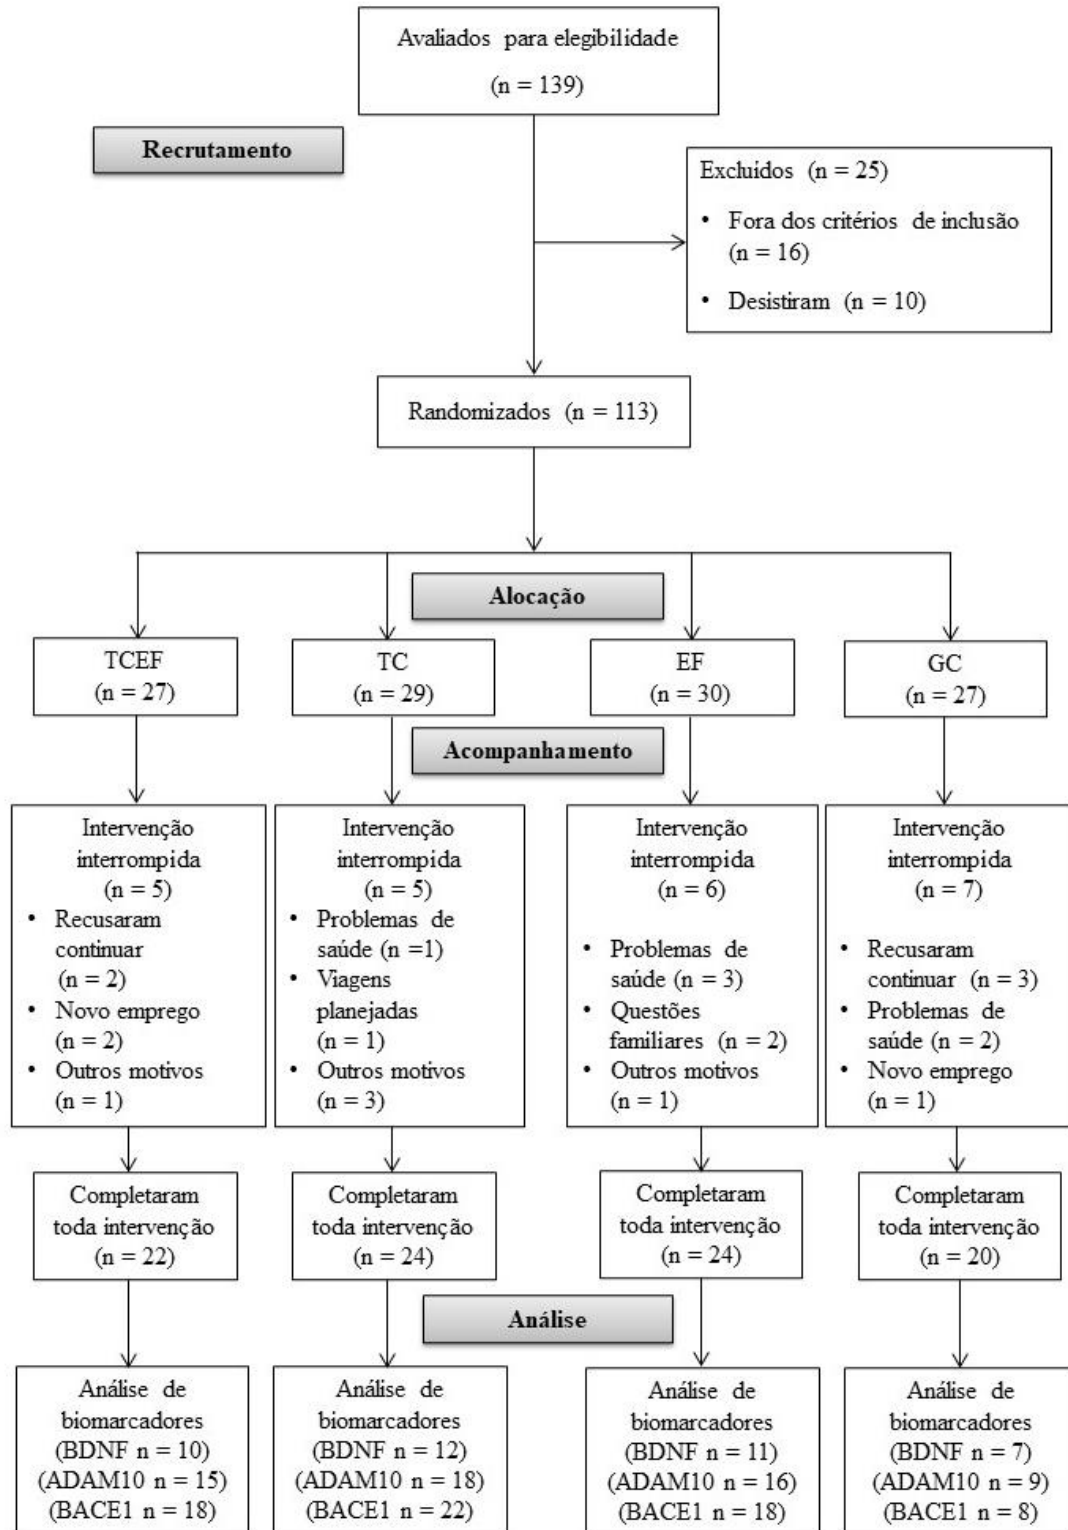 Avaliados para elegibilidade
(n = 139)
Recrutamento
Excluídos (n = 25)
• Fora dos critérios de inclusão
(n = 16)
• Desistiram (n = 10)
Randomizados (n = 113)
Alocação
TCEF
(n = 27)
TC
(n = 29)
EF
(n = 30)
GC
(n = 27)
Acompanhamento
Intervenção
interrompida
(n = 5)
• Recusaram
continuar
(n = 2)
• Novo emprego
(n = 2)
• Outros motivos
(n = 1)
Intervenção
interrompida
(n = 5)
• Problemas de
saúde (n =1)
• Viagens
planejadas
(n = 1)
• Outros motivos
(n = 3)
Intervenção
interrompida
(n = 6)
• Problemas de
saúde (n = 3)
• Questões
familiares (n = 2)
• Outros motivos
(n = 1)
Intervenção
interrompida
(n = 7)
• Recusaram
continuar (n = 3)
• Problemas de
saúde (n = 2)
• Novo emprego
(n = 1)
Completaram
toda intervenção
(n = 22)
Completaram
toda intervenção
(n = 24)
Completaram
toda intervenção
(n = 24)
Completaram
toda intervenção
(n = 20)
Análise
Análise de
biomarcadores
(BDNF n = 10)
(ADAM10 n = 15)
(BACE1 n = 18)
Análise de
biomarcadores
(BDNF n = 12)
(ADAM10 n = 18)
(BACE1 n = 22)
Análise de
biomarcadores
(BDNF n = 11)
(ADAM10 n = 16)
(BACE1 n = 18)
Análise de
biomarcadores
(BDNF n = 7)
(ADAM10 n = 9)
(BACE1 n = 8)